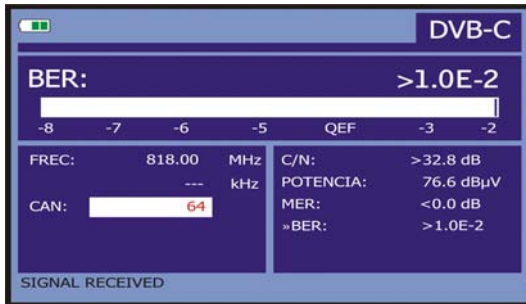 DVB-C
BER: >1.0E-2
-8 -7 -6 -5 QEF -3 -2
FREC: 818.00 MHz
--- kHz
CAN: 64
C/N: >32.8 dB
POTENCIA: 76.6 dBµV
MER: <0.0 dB
»BER: >1.0E-2
SIGNAL RECEIVED